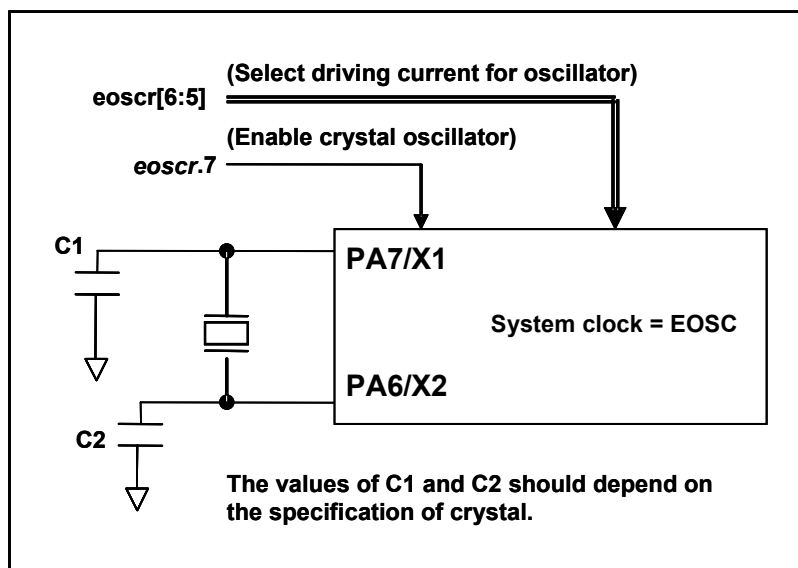 (Select driving current for oscillator)
eoscr[6:5]
(Enable crystal oscillator)
eoscr.7
C1
PA7/X1
System clock = EOSC
PA6/X2
C2
The values of C1 and C2 should depend on
the specification of crystal.